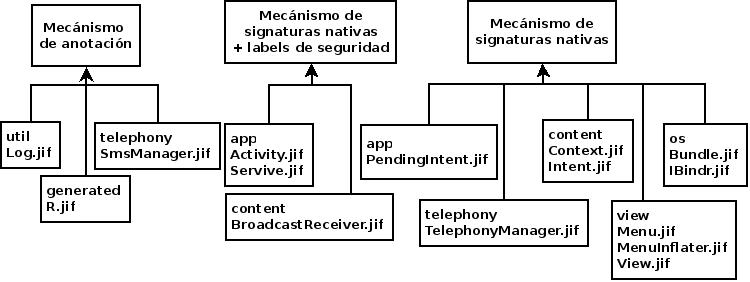 Mecánismo
de anotación
Mecánismo de
signaturas nativas
+ labels de seguridad
Mecánismo de
signaturas nativas
util
Log.jif
telephony
SmsManager.jif
generated
R.jif
app
Activity.jif
Servive.jif
content
BroadcastReceiver.jif
app
PendingIntent.jif
telephony
TelephonyManager.jif
content
Context.jif
Intent.jif
view
Menu.jif
MenuInflater.jif
View.jif
os
Bundle.jif
IBindr.jif